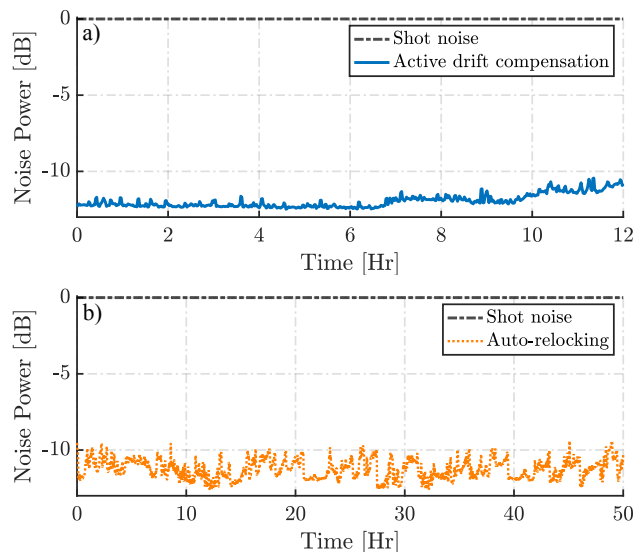 a)
Noise Power [dB]
0
-5
-10
Shot noise
Active drift compensation
0 2 4 6 8 10 12
Time [Hr]
b)
Noise Power [dB]
0
-5
-10
Shot noise
Auto-relocking
0 10 20 30 40 50
Time [Hr]